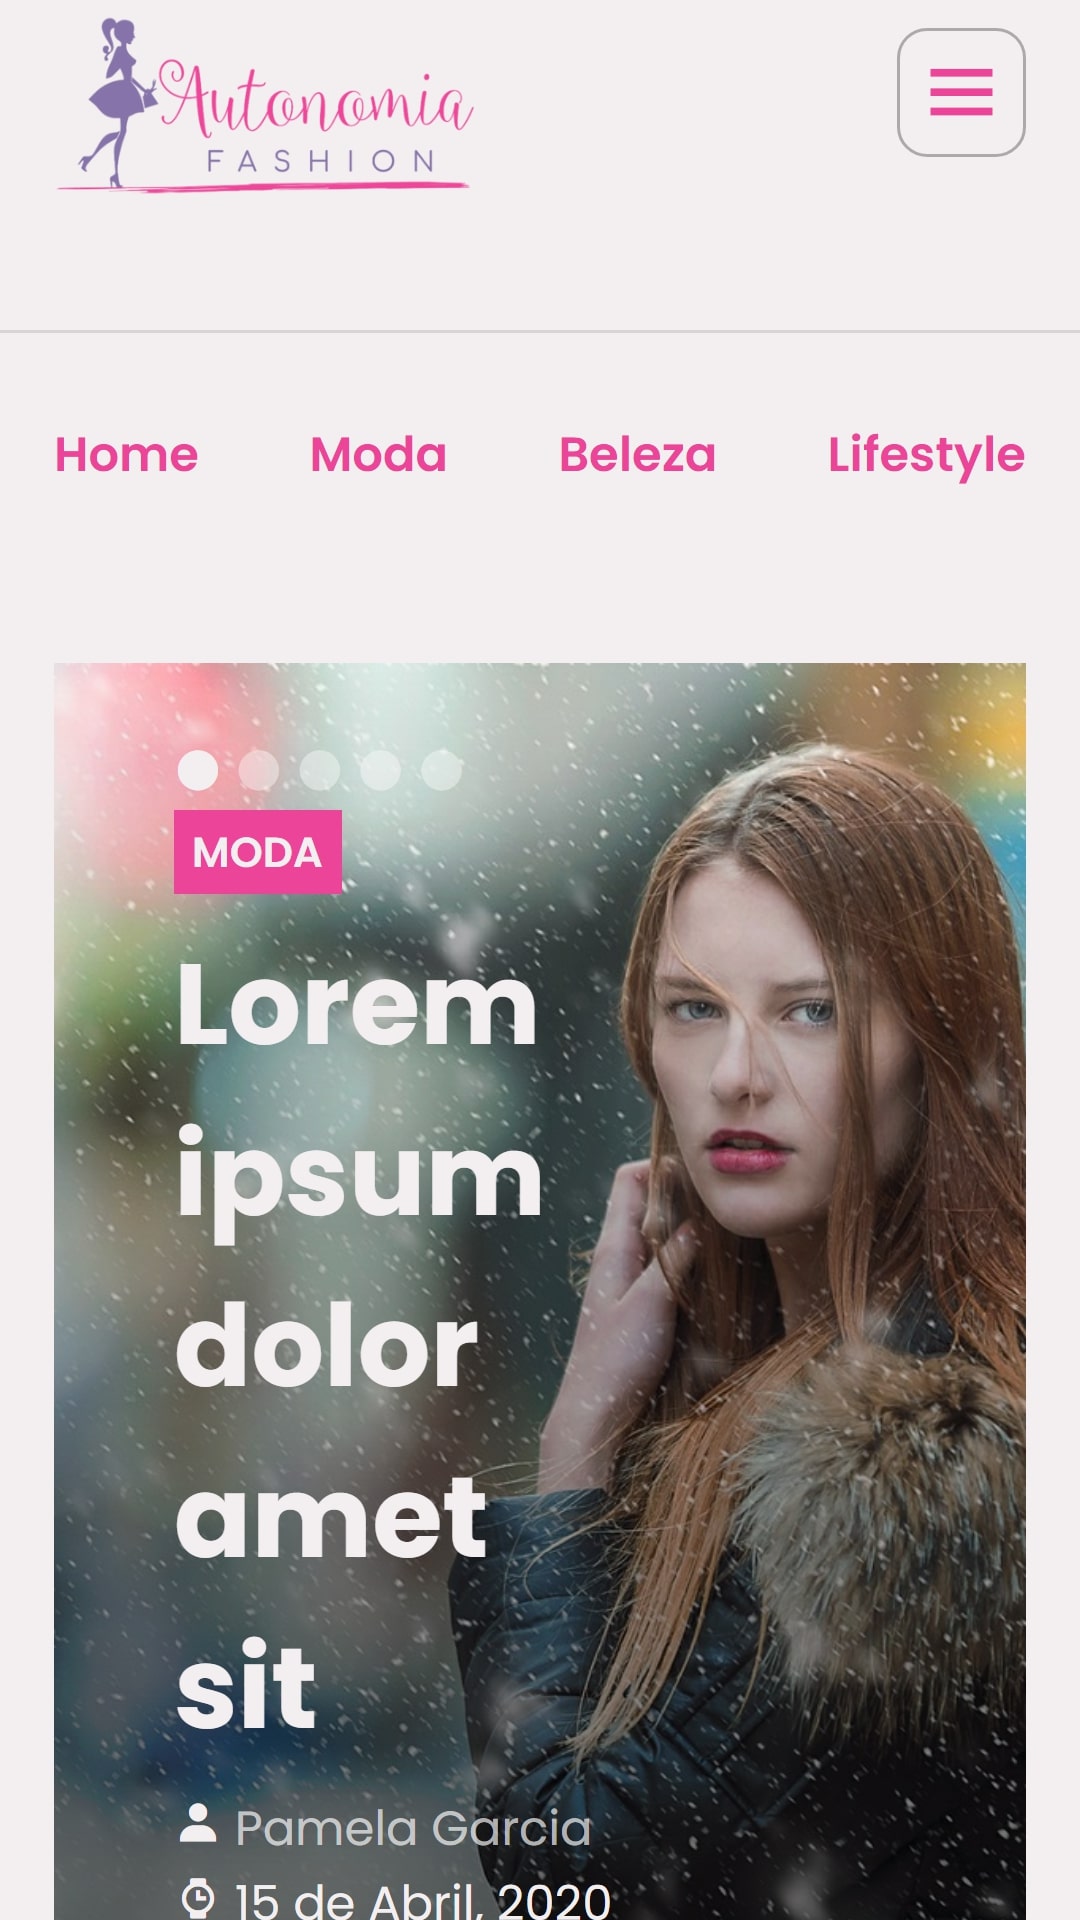 Autonomia
FASHION
Home Moda Beleza Lifestyle
MODA
Lorem
ipsum
dolor
amet
sit
Pamela Garcia
15 de Abril, 2020